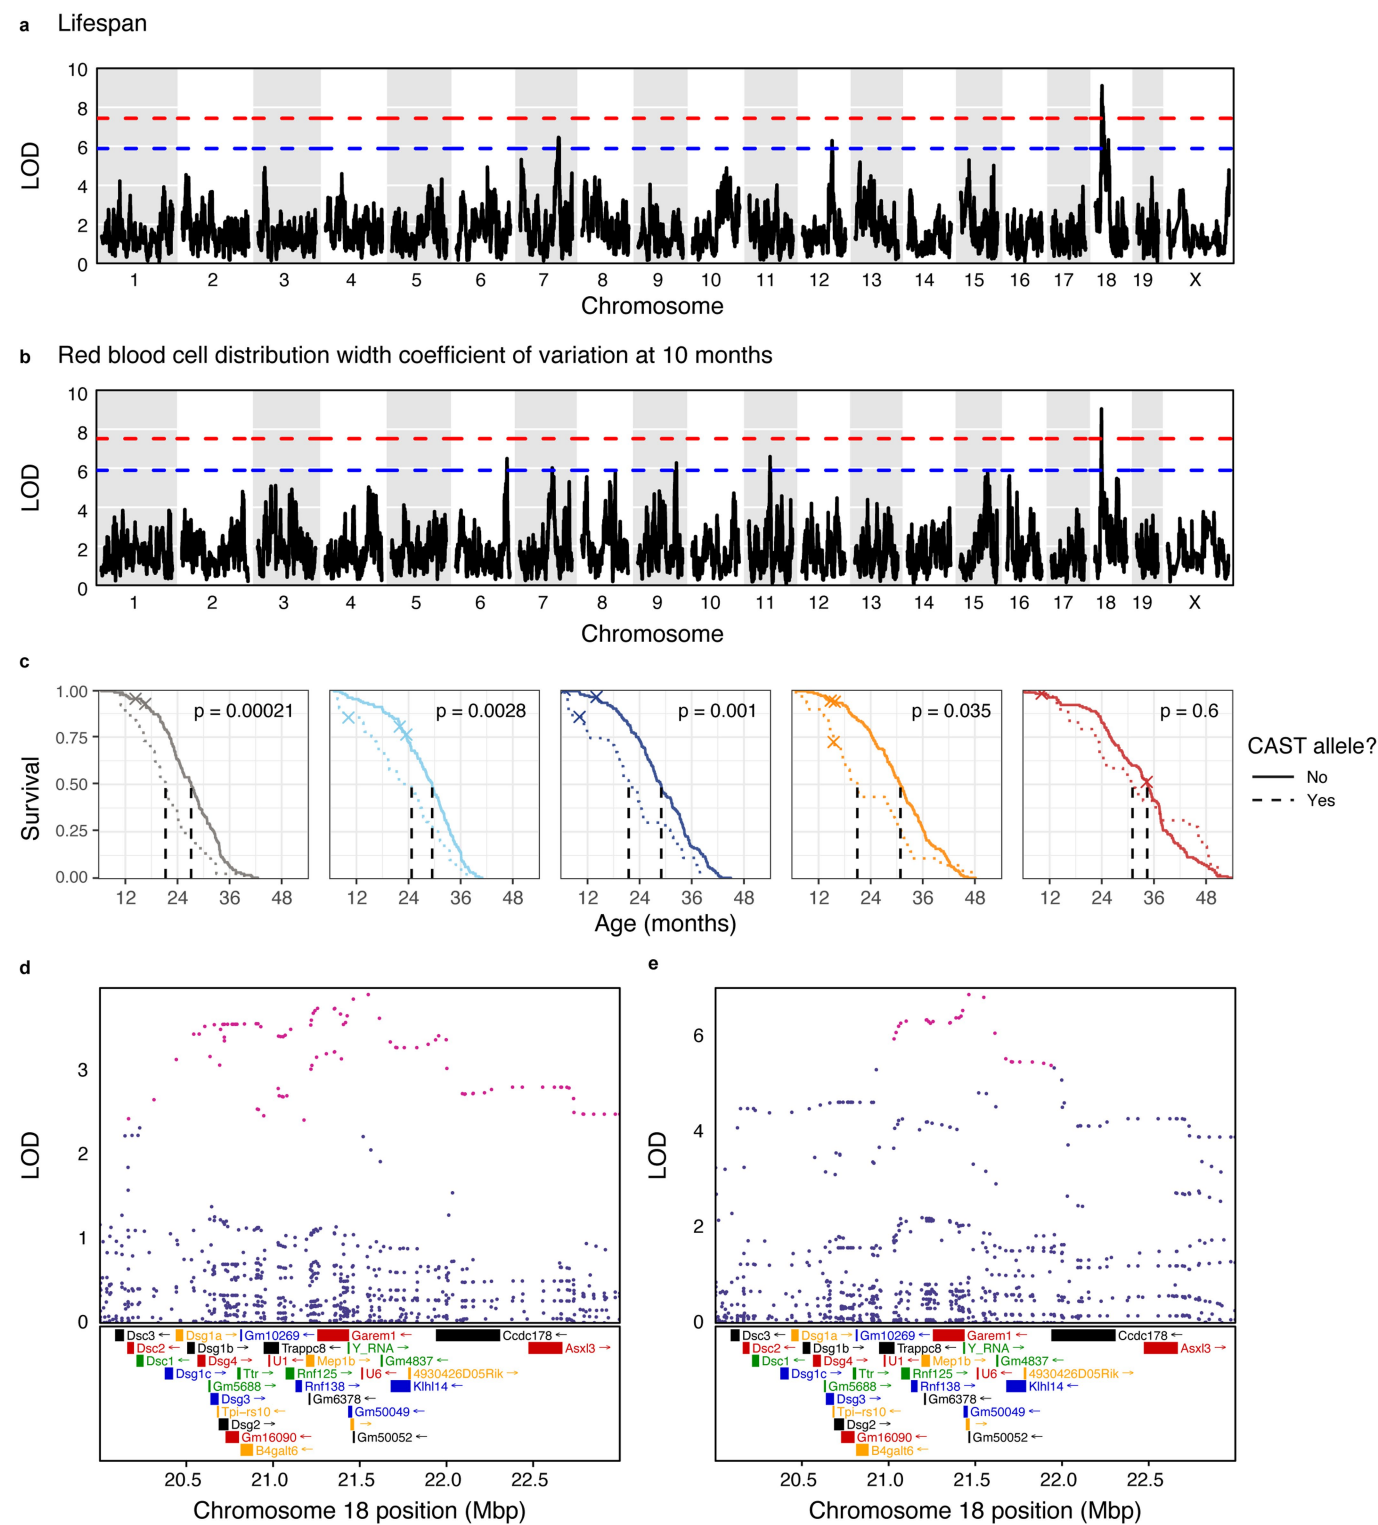 a Lifespan
10
8
6
4
2
0
LOD
1 2 3 4 5 6 7 8 9 10 11 12 13 14 15 16 17 18 19 X
Chromosome
b Red blood cell distribution width coefficient of variation at 10 months
10
8
6
4
2
0
LOD
1 2 3 4 5 6 7 8 9 10 11 12 13 14 15 16 17 18 19 X
Chromosome
c
1.00
0.75
0.50
0.25
0.00
Survival
p = 0.00021 p = 0.0028 p = 0.001 p = 0.035 p = 0.6
12 24 36 48 12 24 36 48 12 24 36 48 12 24 36 48 12 24 36 48
Age (months)
CAST allele?
No
Yes
d
3
2
1
0
LOD
Dsc3 ← Dsg1a → Gm10269 ← Garem1 ← Ccdc178 ←
Dsc2 ← Dsg1b → Trappc8 ← Y_RNA → Asxl3 →
Dsc1 ← Dsg4 → U1 ← Mep1b → Gm4837 ←
Dsg1c → Ttr → Rnf125 → U6 ← 4930426D05Rik →
Gm5688 → Rnf138 → Klhl14 ←
Dsg3 → Gm6378 ←
Tpi−rs10 ← Gm50049 ←
Dsg2 → →
Gm16090 ← Gm50052 ←
B4galt6 ←
20.5 21.0 21.5 22.0 22.5
Chromosome 18 position (Mbp)
e
6
4
2
0
LOD
Dsc3 ← Dsg1a → Gm10269 ← Garem1 ← Ccdc178 ←
Dsc2 ← Dsg1b → Trappc8 ← Y_RNA → Asxl3 →
Dsc1 ← Dsg4 → U1 ← Mep1b → Gm4837 ←
Dsg1c → Ttr → Rnf125 → U6 ← 4930426D05Rik →
Gm5688 → Rnf138 → Klhl14 ←
Dsg3 → Gm6378 ←
Tpi−rs10 ← Gm50049 ←
Dsg2 → →
Gm16090 ← Gm50052 ←
B4galt6 ←
20.5 21.0 21.5 22.0 22.5
Chromosome 18 position (Mbp)